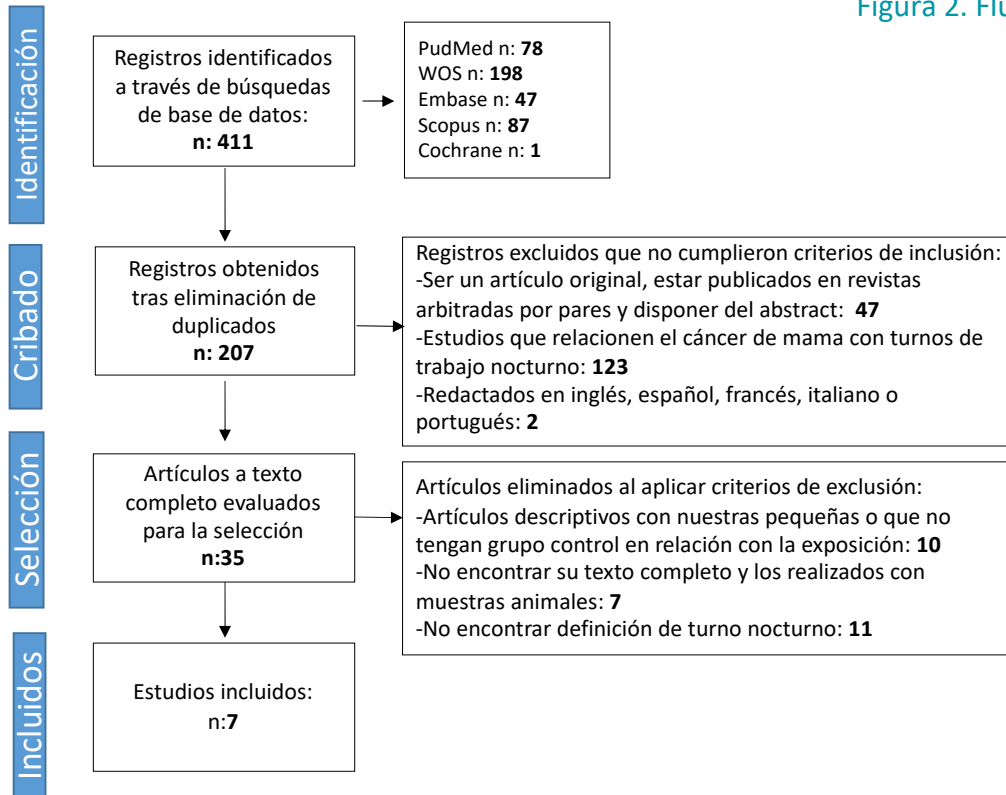 Figura 2. Flu
Identificación
Registros identificados
a través de búsquedas
de base de datos:
n: 411
PudMed n: 78
WOS n: 198
Embase n: 47
Scopus n: 87
Cochrane n: 1
Cribado
Registros obtenidos
tras eliminación de
duplicados
n: 207
Registros excluidos que no cumplieron criterios de inclusión:
-Ser un artículo original, estar publicados en revistas
arbitradas por pares y disponer del abstract: 47
-Estudios que relacionen el cáncer de mama con turnos de
trabajo nocturno: 123
-Redactados en inglés, español, francés, italiano o
portugués: 2
Selección
Artículos a texto
completo evaluados
para la selección
n:35
Artículos eliminados al aplicar criterios de exclusión:
-Artículos descriptivos con nuestras pequeñas o que no
tengan grupo control en relación con la exposición: 10
-No encontrar su texto completo y los realizados con
muestras animales: 7
-No encontrar definición de turno nocturno: 11
Incluidos
Estudios incluidos:
n:7